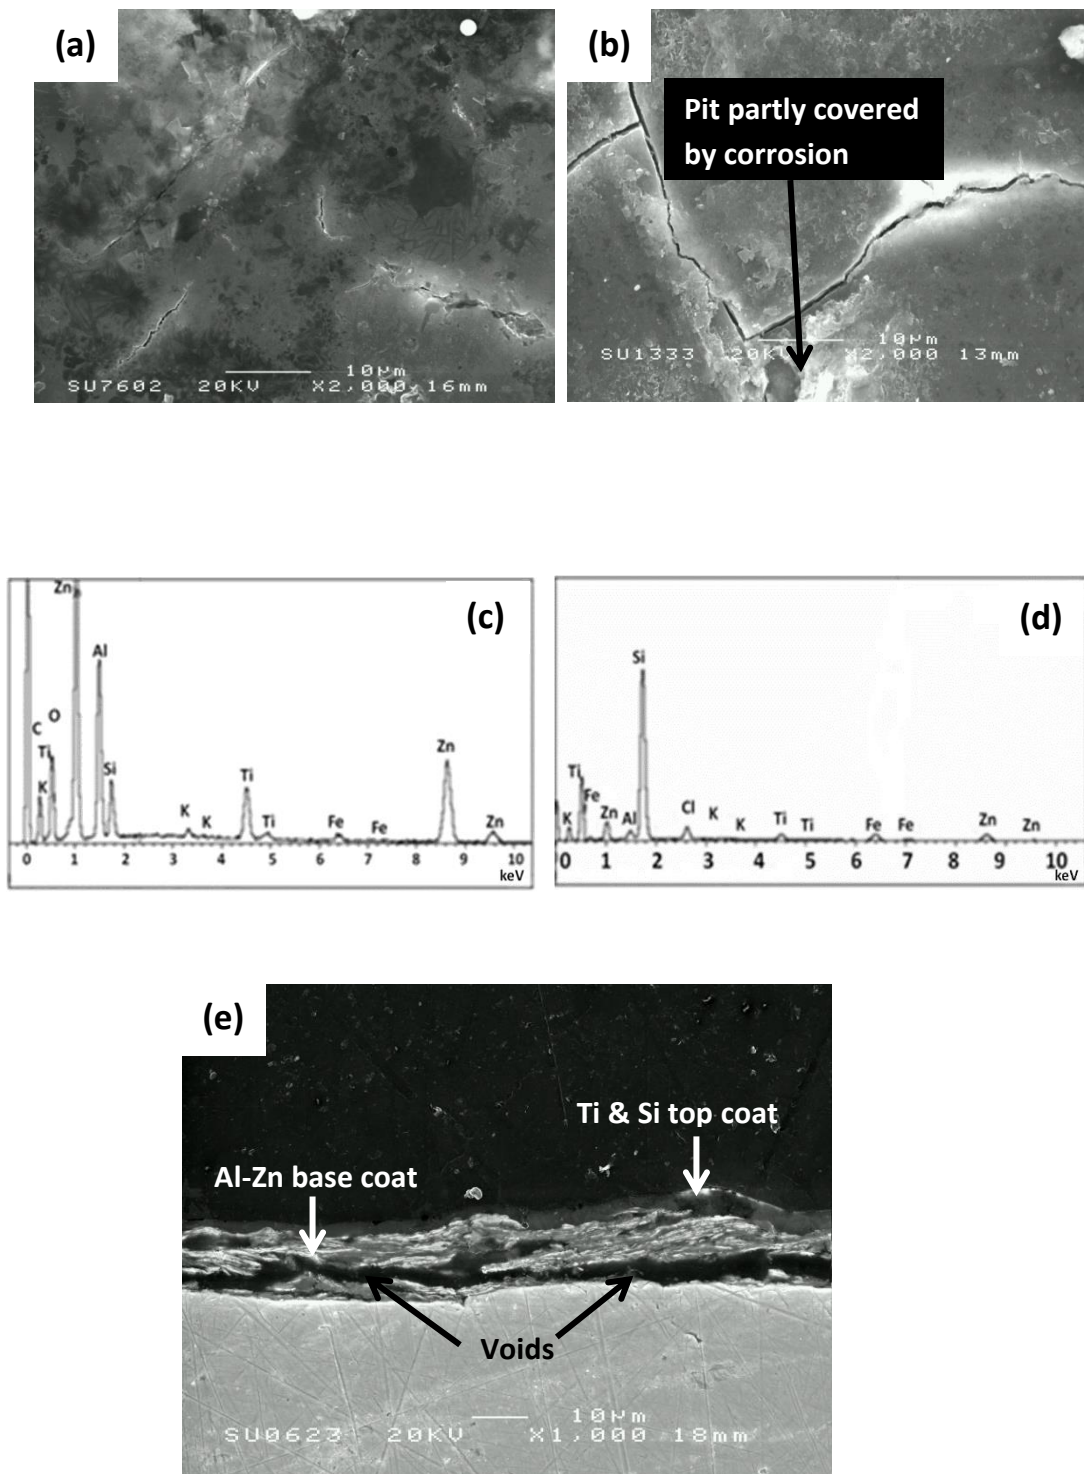 (a)
SU7602 20KV 10μm X2,000 16mm
(b)
Pit partly covered
by corrosion
SU1333 20KV 10μm X2,000 13mm
(c)
Zn
Al
C
O
Ti
K
Si
K
K
Ti
Ti
Fe
Fe
Zn
Zn
0 1 2 3 4 5 6 7 8 9 10
keV
(d)
Si
Ti
Fe
K
Zn
Al
Cl
K
K
Ti
Ti
Fe
Fe
Zn
Zn
0 1 2 3 4 5 6 7 8 9 10
keV
(e)
Ti & Si top coat
Al-Zn base coat
Voids
SU0623 20KV 10μm X1,000 18mm